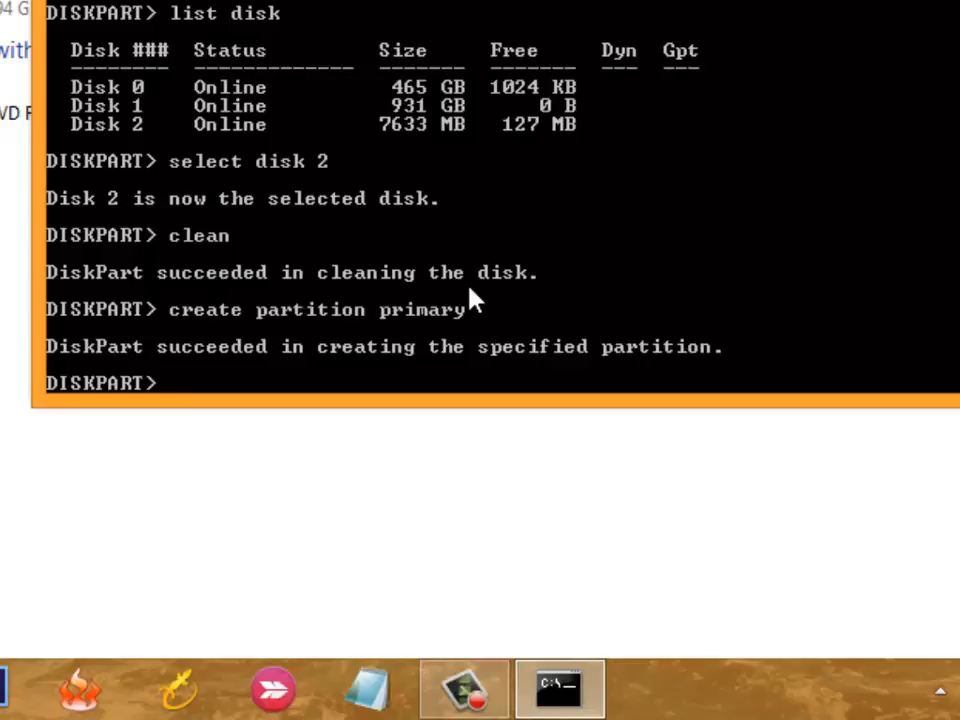 94 G
DISKPART> list disk
with
Disk ### Status Size Free Dyn Gpt
-------- ------------- ------- ------- --- ---
Disk 0 Online 465 GB 1024 KB
Disk 1 Online 931 GB 0 B
VD F
Disk 2 Online 7633 MB 127 MB
DISKPART> select disk 2
Disk 2 is now the selected disk.
DISKPART> clean
DiskPart succeeded in cleaning the disk.
DISKPART> create partition primary
DiskPart succeeded in creating the specified partition.
DISKPART>
C:\_